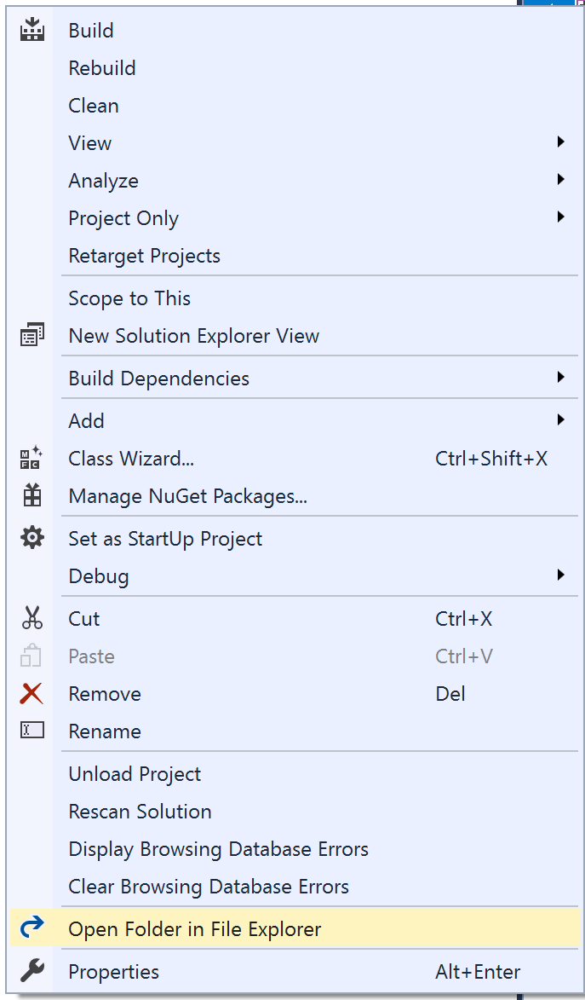 Build
Rebuild
Clean
View
Analyze
Project Only
Retarget Projects
Scope to This
New Solution Explorer View
Build Dependencies
Add
Class Wizard... Ctrl+Shift+X
Manage NuGet Packages...
Set as StartUp Project
Debug
Cut Ctrl+X
Paste Ctrl+V
Remove Del
Rename
Unload Project
Rescan Solution
Display Browsing Database Errors
Clear Browsing Database Errors
Open Folder in File Explorer
Properties Alt+Enter